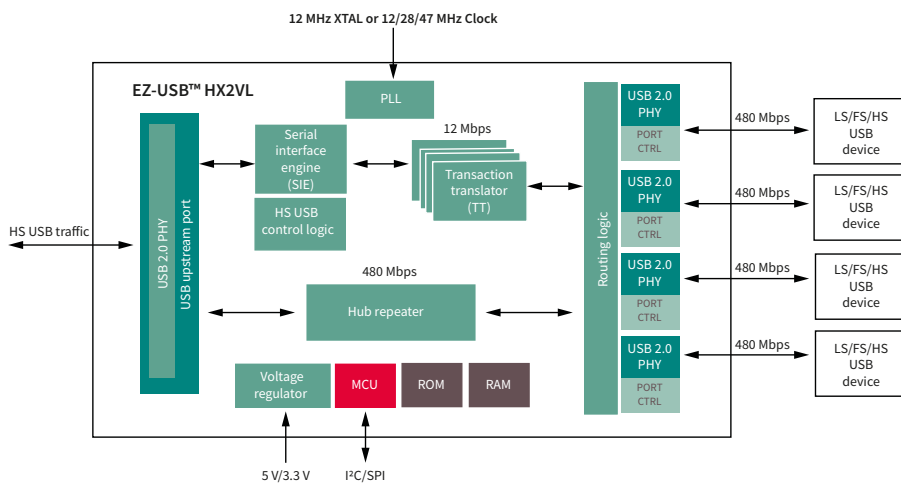 12 MHz XTAL or 12/28/47 MHz Clock
EZ-USB™ HX2VL
PLL
HS USB traffic
USB 2.0 PHY
USB upstream port
Serial
interface
engine
(SIE)
HS USB
control logic
12 Mbps
Transaction
translator
(TT)
480 Mbps
Hub repeater
Voltage
regulator
MCU
ROM
RAM
5 V/3.3 V
I²C/SPI
Routing logic
USB 2.0
PHY
PORT
CTRL
480 Mbps
LS/FS/HS
USB
device
USB 2.0
PHY
PORT
CTRL
480 Mbps
LS/FS/HS
USB
device
USB 2.0
PHY
PORT
CTRL
480 Mbps
LS/FS/HS
USB
device
USB 2.0
PHY
PORT
CTRL
480 Mbps
LS/FS/HS
USB
device